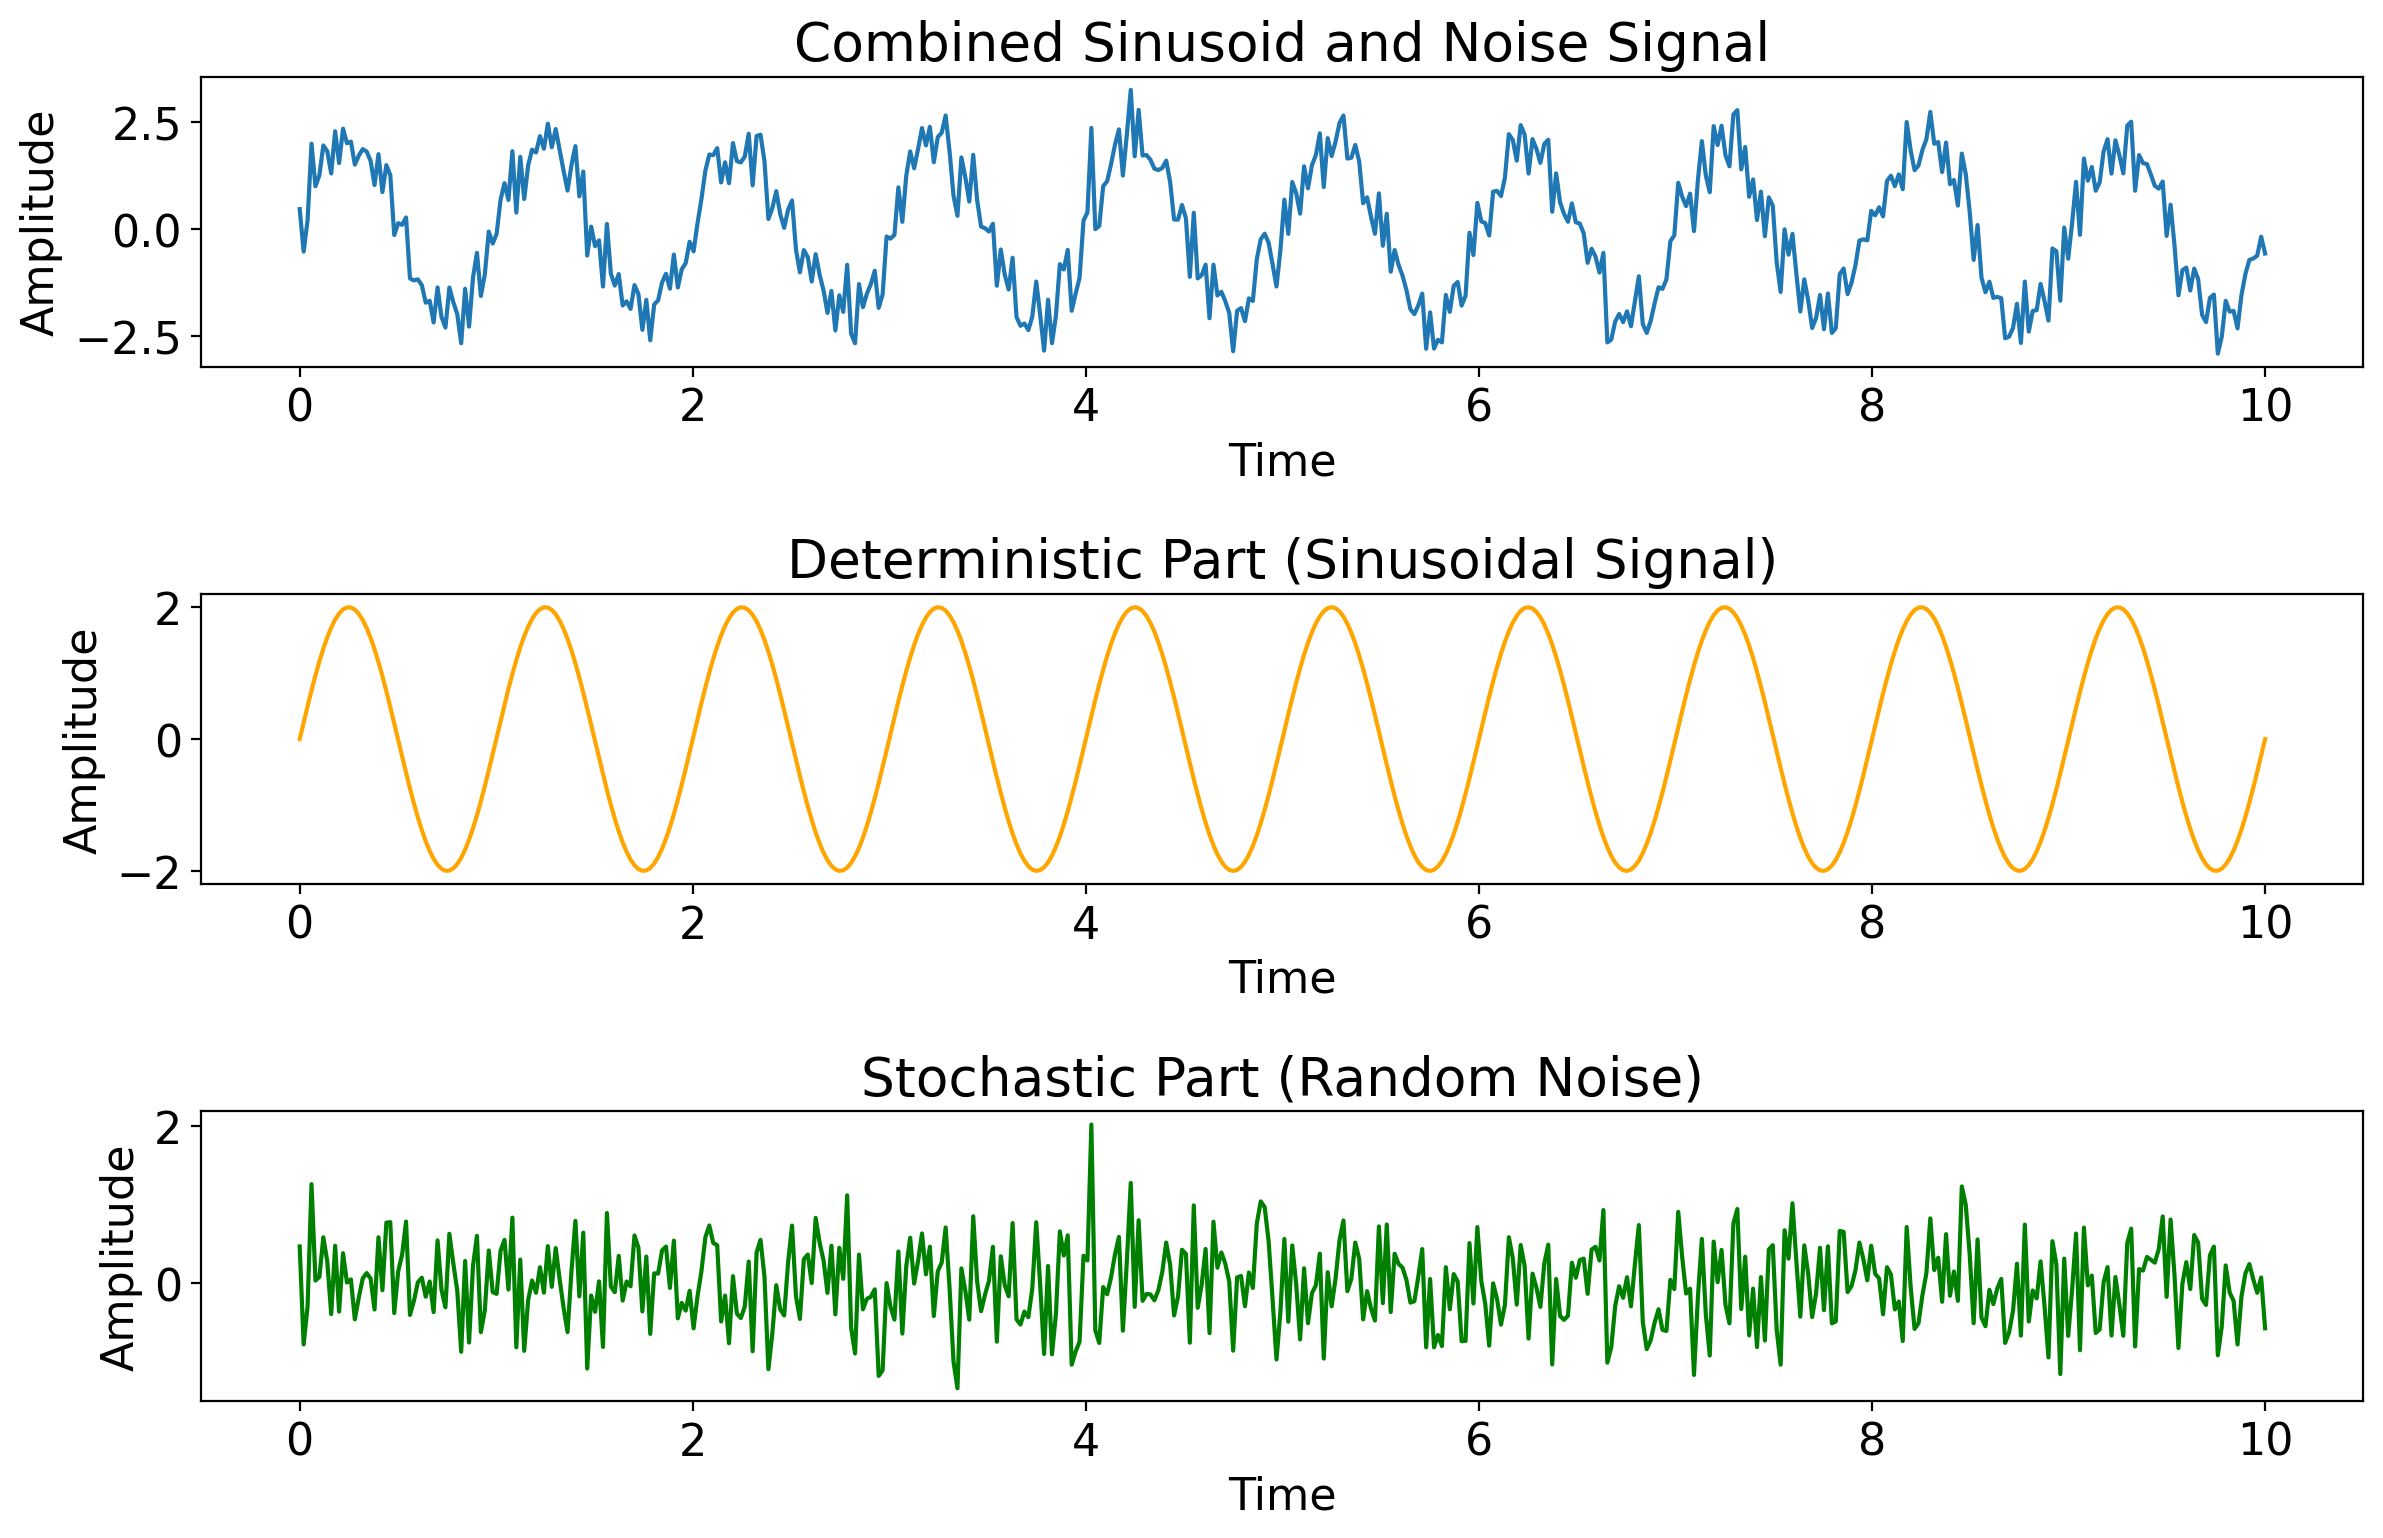 Combined Sinusoid and Noise Signal
Amplitude
2.5
0.0
−2.5
0 2 4 6 8 10
Time
Deterministic Part (Sinusoidal Signal)
Amplitude
2
0
−2
0 2 4 6 8 10
Time
Stochastic Part (Random Noise)
Amplitude
2
0
0 2 4 6 8 10
Time